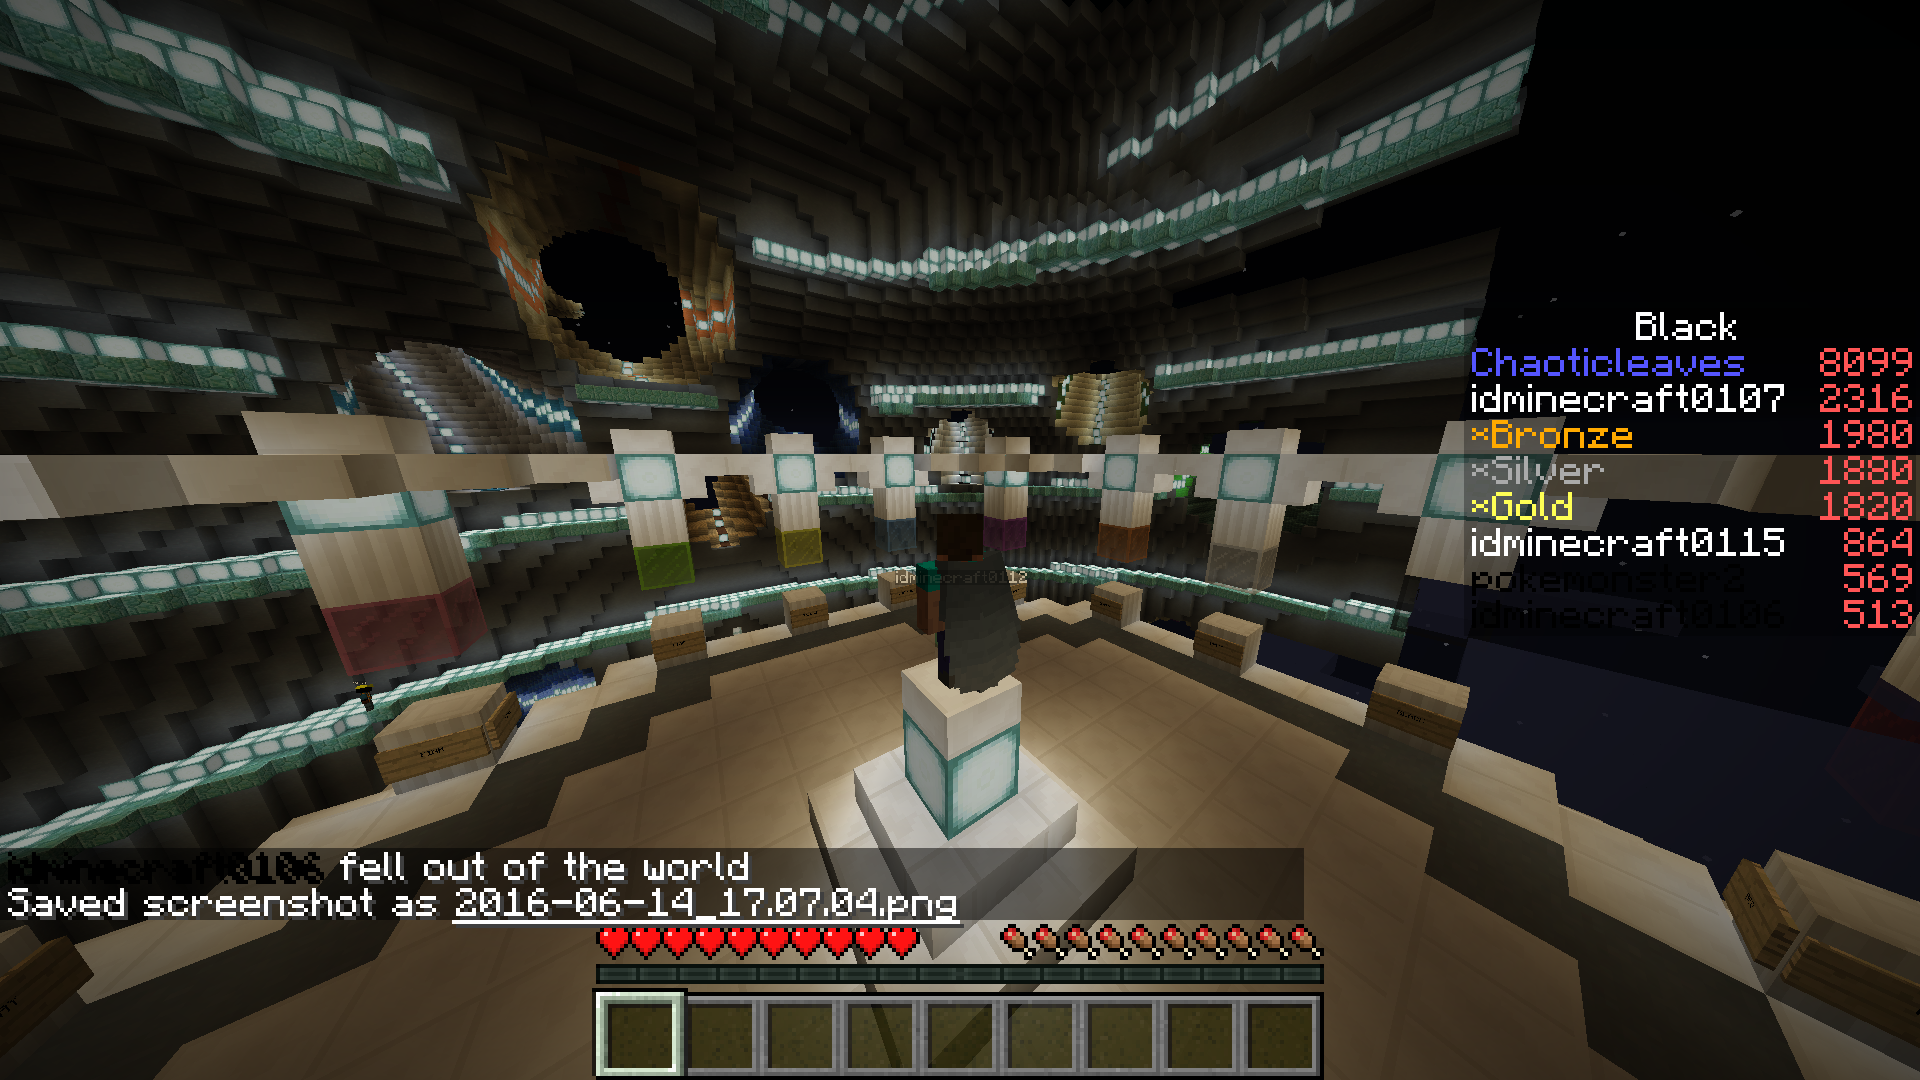 Black
Chaoticleaves 8099
idminecraft0107 2316
×Bronze 1980
×Silver 1880
×Gold 1820
idminecraft0115 864
pokemonster2 569
idminecraft0106 513
idminecraft0112
idminecraft0106 fell out of the world
Saved screenshot as 2016-06-14_17.07.04.png